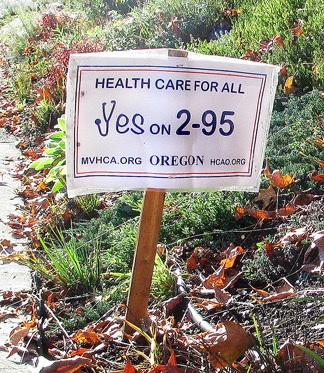 HEALTH CARE FOR ALL
Yes ON 2-95
MVHCA.ORG OREGON HCAO.ORG